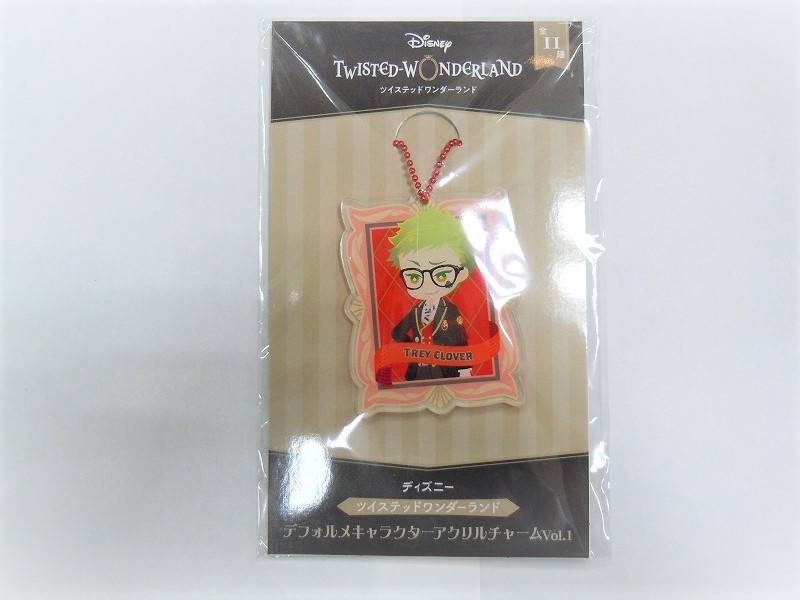 Disney
TWISTED-WONDERLAND
ツイステッドワンダーランド
全
11
種
TREY CLOVER
ディズニー
ツイステッドワンダーランド
デフォルメキャラクターアクリルチャームVol.1